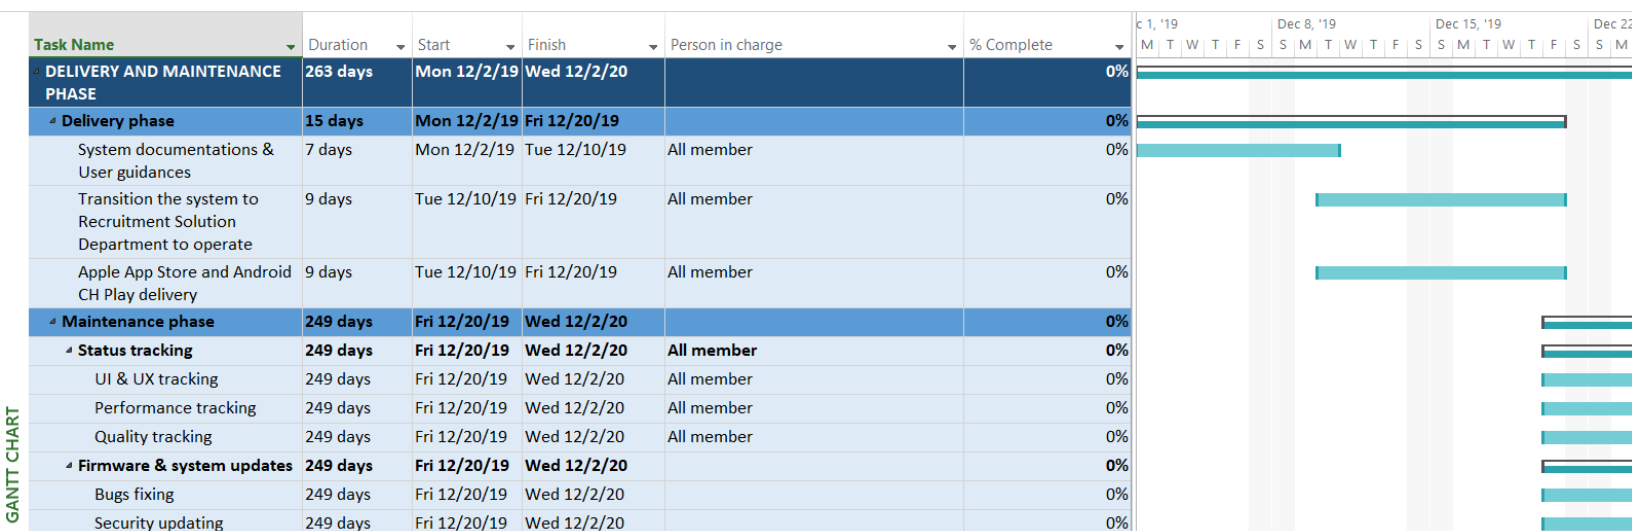 c 1, '19 Dec 8, '19 Dec 15, '19 Dec 22
Task Name Duration Start Finish Person in charge % Complete M T W T F S S M T W T F S S M T W T F S S M
DELIVERY AND MAINTENANCE 263 days Mon 12/2/19 Wed 12/2/20 0%
PHASE
Delivery phase 15 days Mon 12/2/19 Fri 12/20/19 0%
System documentations & 7 days Mon 12/2/19 Tue 12/10/19 All member 0%
User guidances
Transition the system to 9 days Tue 12/10/19 Fri 12/20/19 All member 0%
Recruitment Solution
Department to operate
Apple App Store and Android 9 days Tue 12/10/19 Fri 12/20/19 All member 0%
CH Play delivery
Maintenance phase 249 days Fri 12/20/19 Wed 12/2/20 0%
Status tracking 249 days Fri 12/20/19 Wed 12/2/20 All member 0%
UI & UX tracking 249 days Fri 12/20/19 Wed 12/2/20 All member 0%
Performance tracking 249 days Fri 12/20/19 Wed 12/2/20 All member 0%
Quality tracking 249 days Fri 12/20/19 Wed 12/2/20 All member 0%
Firmware & system updates 249 days Fri 12/20/19 Wed 12/2/20 0%
Bugs fixing 249 days Fri 12/20/19 Wed 12/2/20 0%
Security updating 249 days Fri 12/20/19 Wed 12/2/20 0%
GANTT CHART